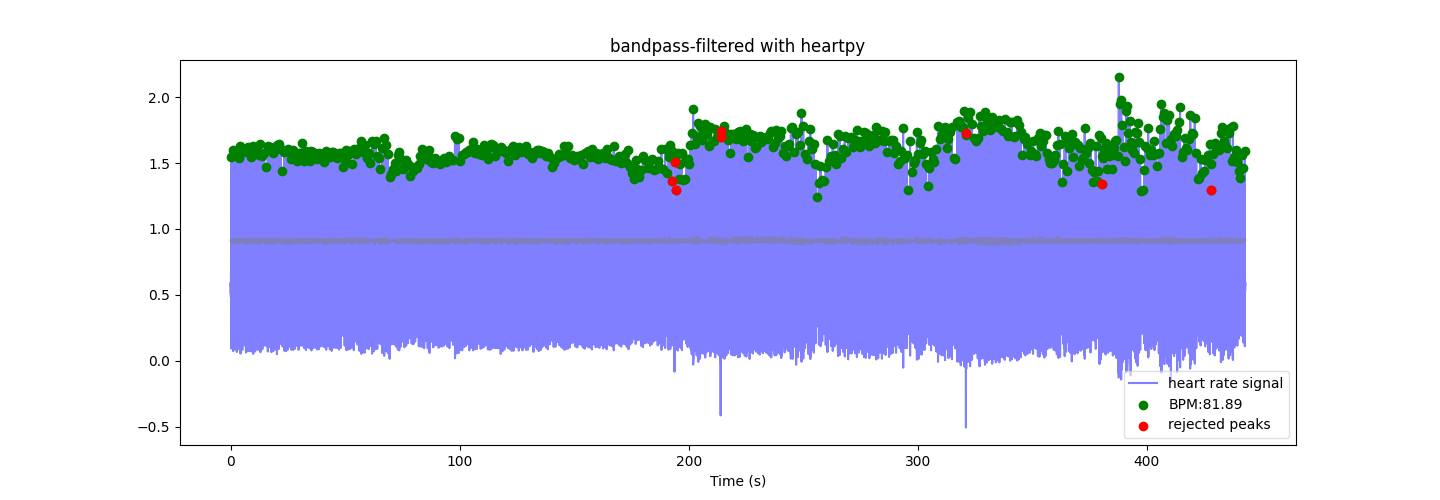 bandpass-filtered with heartpy
2.0
1.5
1.0
0.5
0.0
−0.5
heart rate signal
BPM:81.89
rejected peaks
0 100 200 300 400
Time (s)